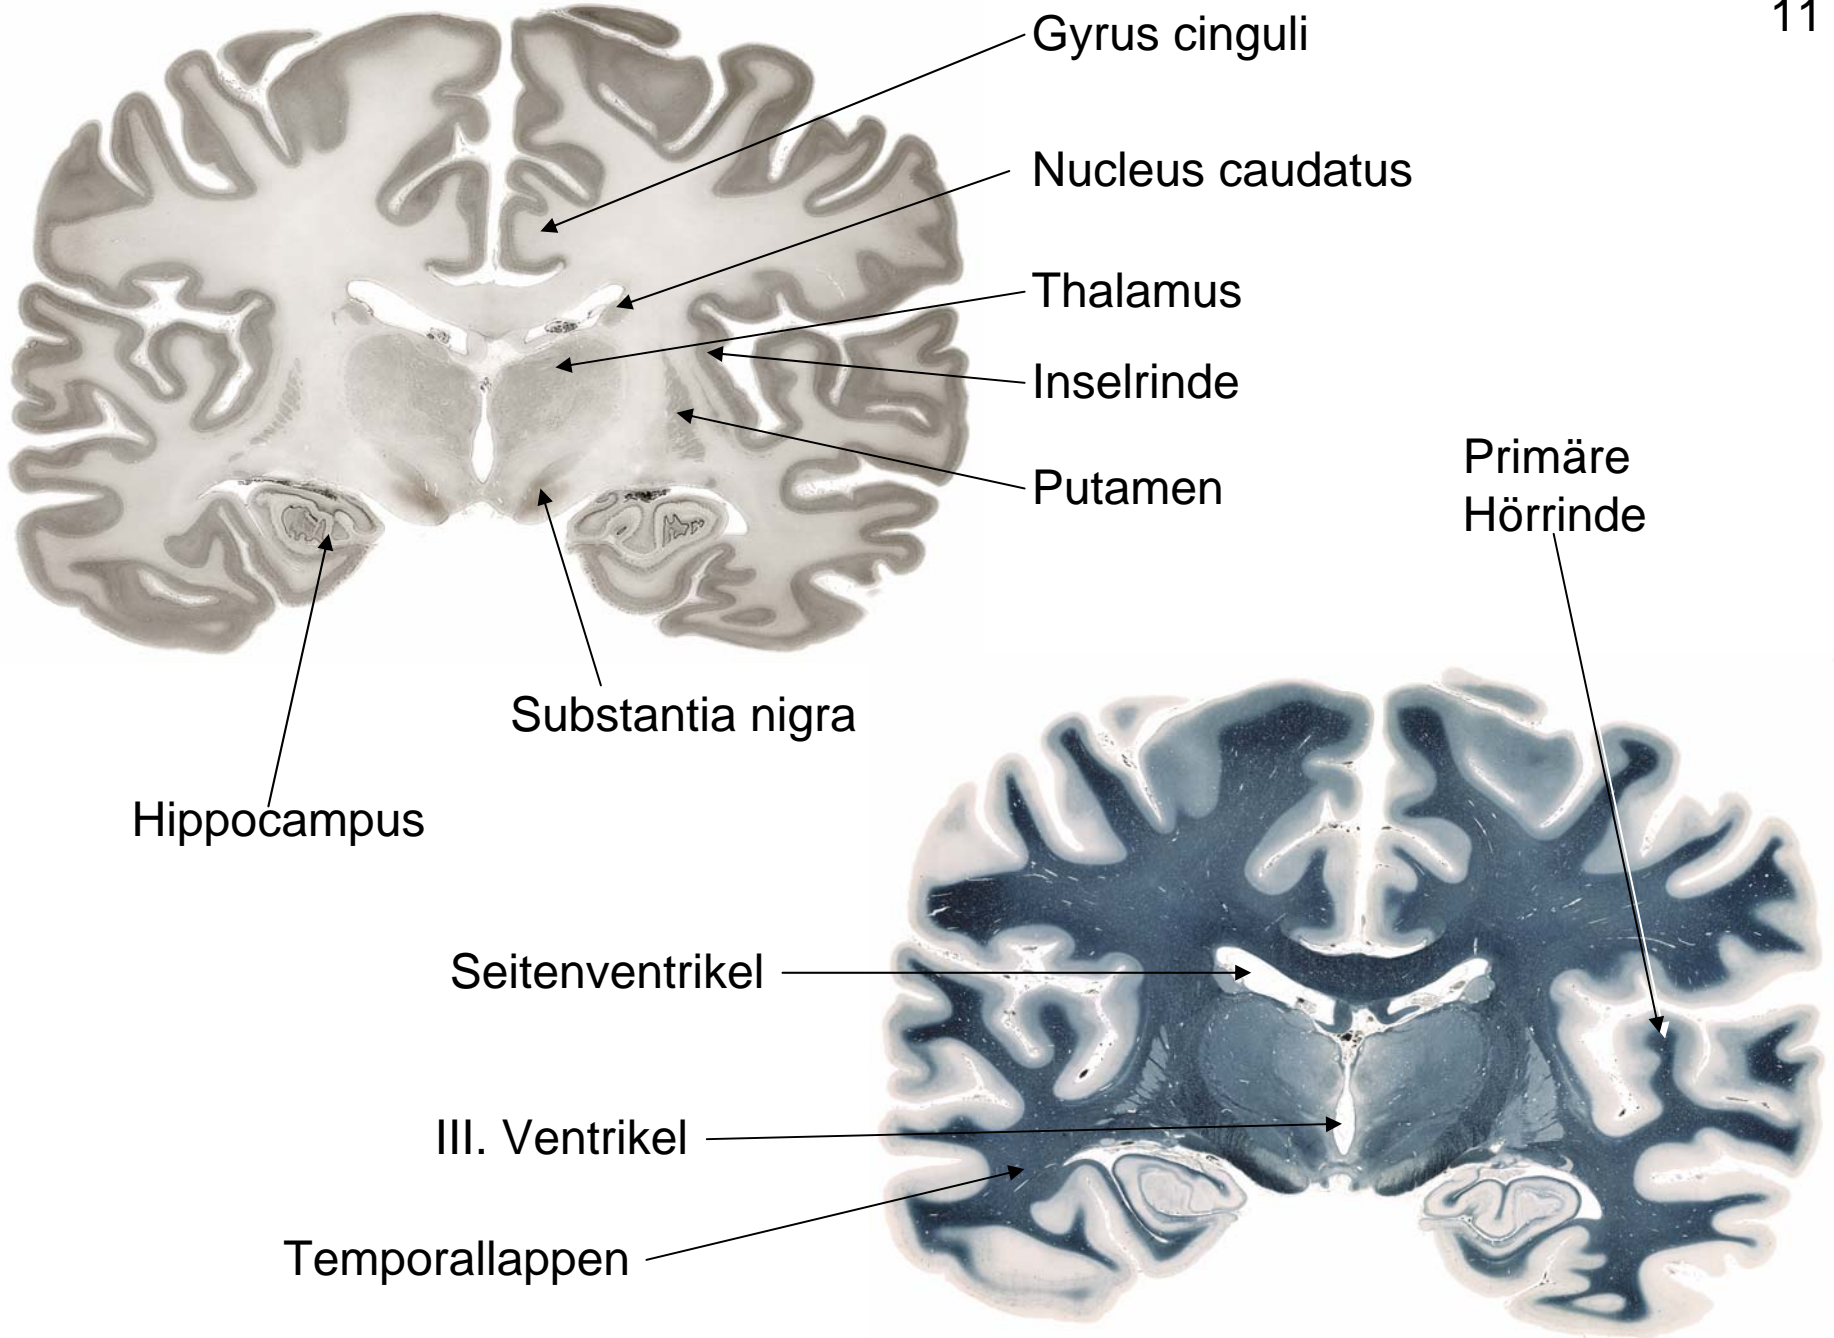 11
Gyrus cinguli
Nucleus caudatus
Thalamus
Inselrinde
Putamen
Primäre
Hörrinde
Substantia nigra
Hippocampus
Seitenventrikel
III. Ventrikel
Temporallappen